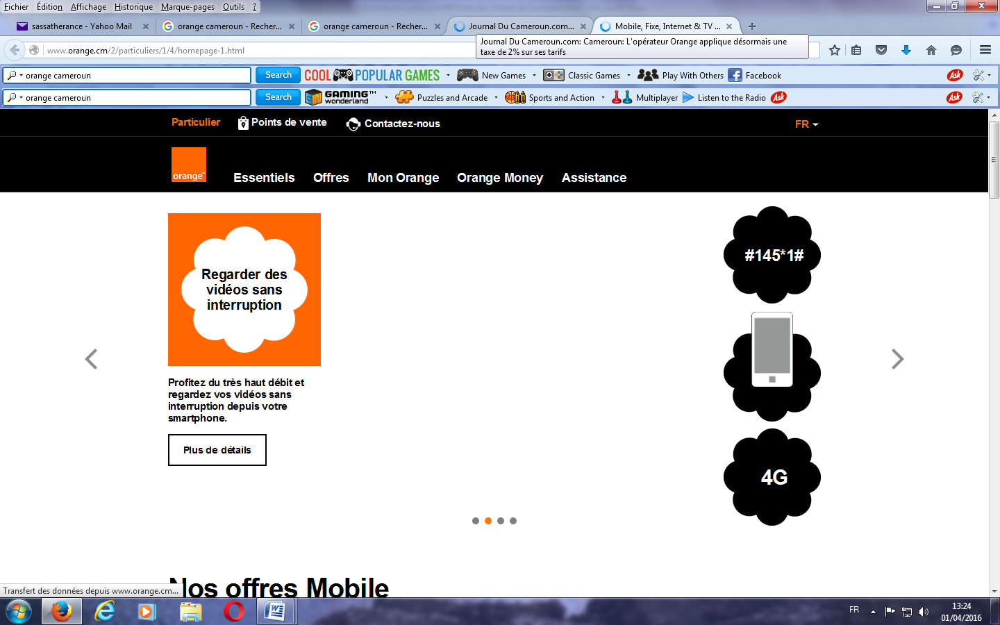 Fichier Édition Affichage Historique Marque-pages Outils ?
sassatherance - Yahoo Mail
orange cameroun - Recher...
orange cameroun - Recher...
Journal Du Cameroun.com...
Mobile, Fixe, Internet & TV ...
Journal Du Cameroun.com: Cameroun: L'opérateur Orange applique désormais une
taxe de 2% sur ses tarifs
www.orange.cm/2/particuliers/1/4/homepage-1.html
orange cameroun Search COOL POPULAR GAMES New Games Classic Games Play With Others Facebook Ask
orange cameroun Search GAMING wonderland™ Puzzles and Arcade Sports and Action Multiplayer Listen to the Radio Ask Ask
Particulier Points de vente Contactez-nous FR
orange™ Essentiels Offres Mon Orange Orange Money Assistance
Regarder des
vidéos sans
interruption
Profitez du très haut débit et
regardez vos vidéos sans
interruption depuis votre
smartphone.
Plus de détails
#145*1#
4G
Nos offres Mobile
Transfert des données depuis www.orange.cm...
FR
13:24
01/04/2016